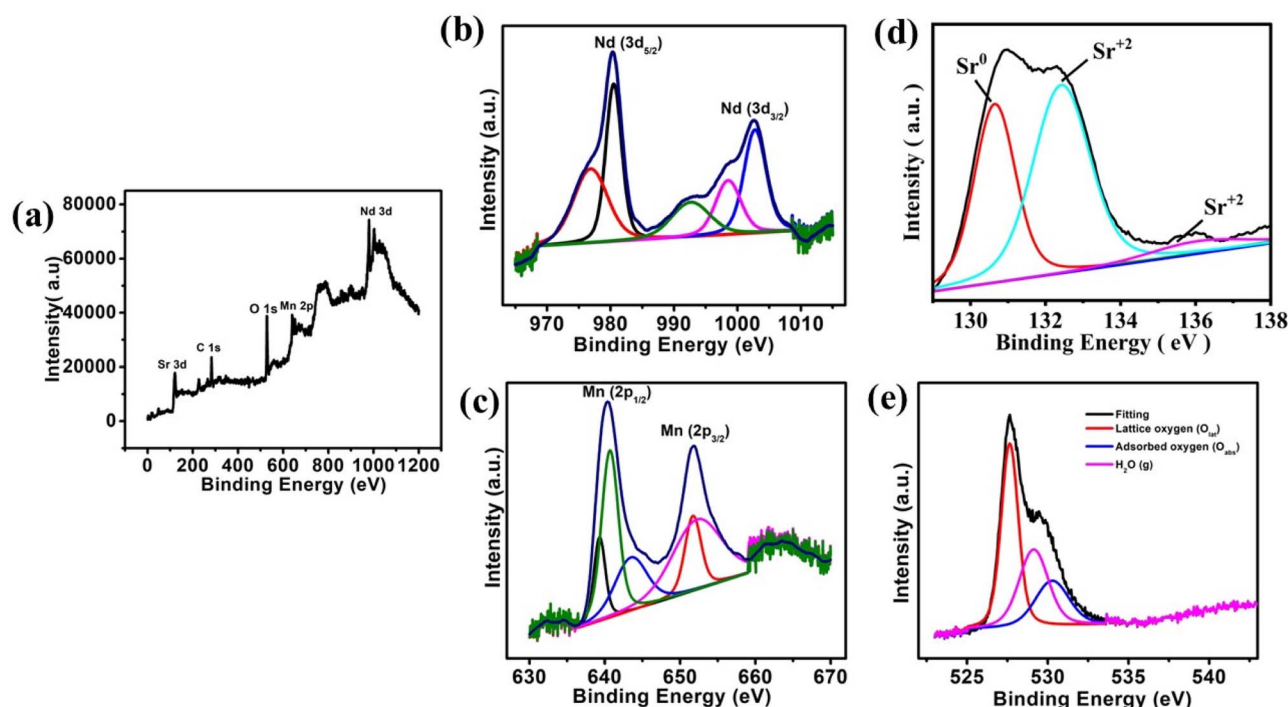 (a)
Intensity( a.u)
80000
60000
40000
20000
0
Sr 3d
C 1s
O 1s
Mn 2p
Nd 3d
0 200 400 600 800 1000 1200
Binding Energy (eV)
(b)
Intensity (a.u.)
Nd (3d5/2)
Nd (3d3/2)
970 980 990 1000 1010
Binding Energy (eV)
(c)
Intensity (a.u.)
Mn (2p1/2)
Mn (2p3/2)
630 640 650 660 670
Binding Energy (eV)
(d)
Intensity ( a.u.)
Sr0
Sr+2
Sr+2
130 132 134 136 138
Binding Energy ( eV )
(e)
Intensity (a.u.)
Fitting
Lattice oxygen (Olat)
Adsorbed oxygen (Oabs)
H2O (g)
525 530 535 540
Binding Energy (eV)